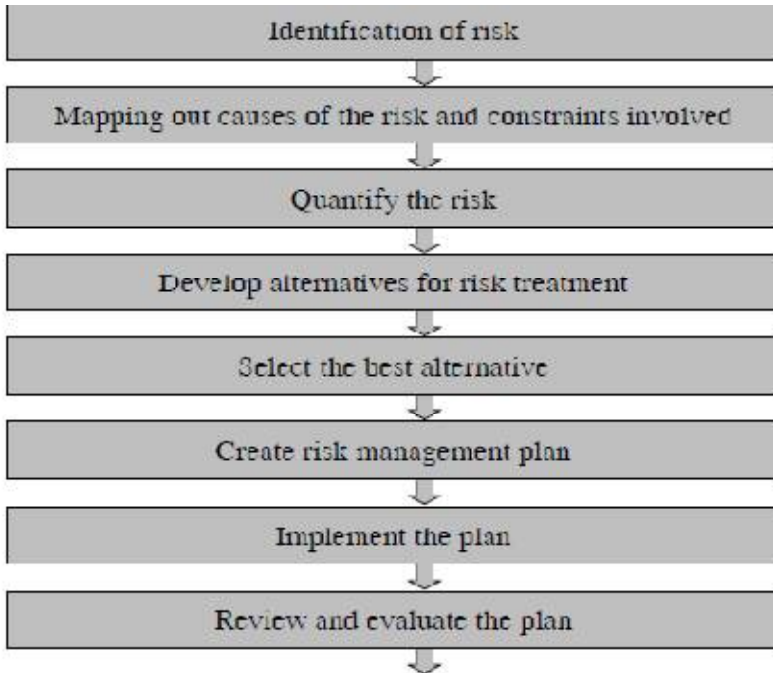 Identification of risk
Mapping out causes of the risk and constraints involved
Quantify the risk
Develop alternatives for risk treatment
Select the best alternative
Create risk management plan
Implement the plan
Review and evaluate the plan